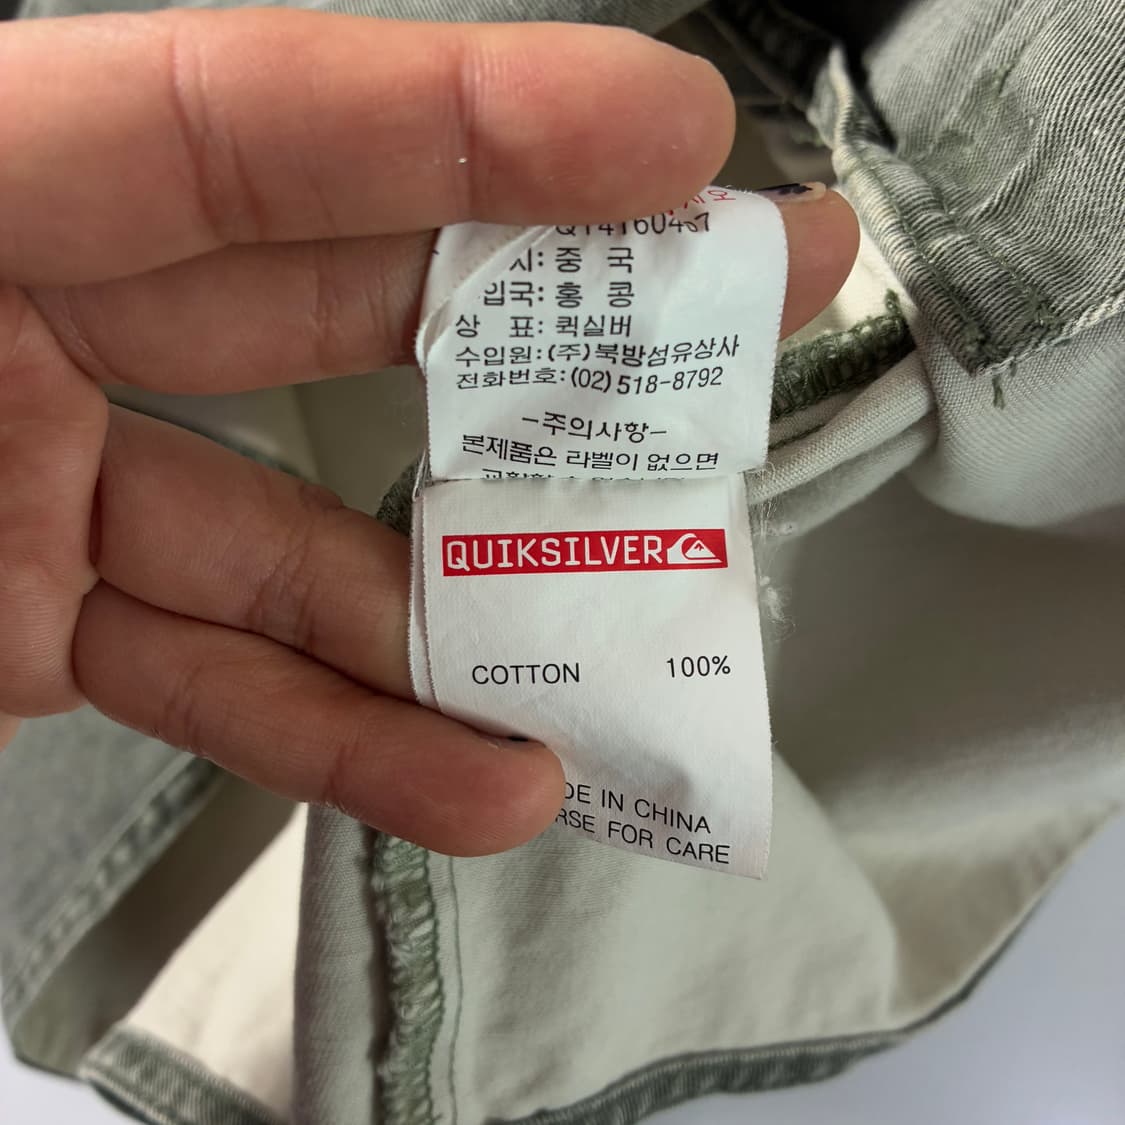 지: 중 국
입국: 홍 콩
상 표: 퀵실버
수입원: (주)북방섬유상사
전화번호: (02) 518-8792
-주의사항-
본제품은 라벨이 없으면
QUIKSILVER
COTTON 100%
DE IN CHINA
RSE FOR CARE